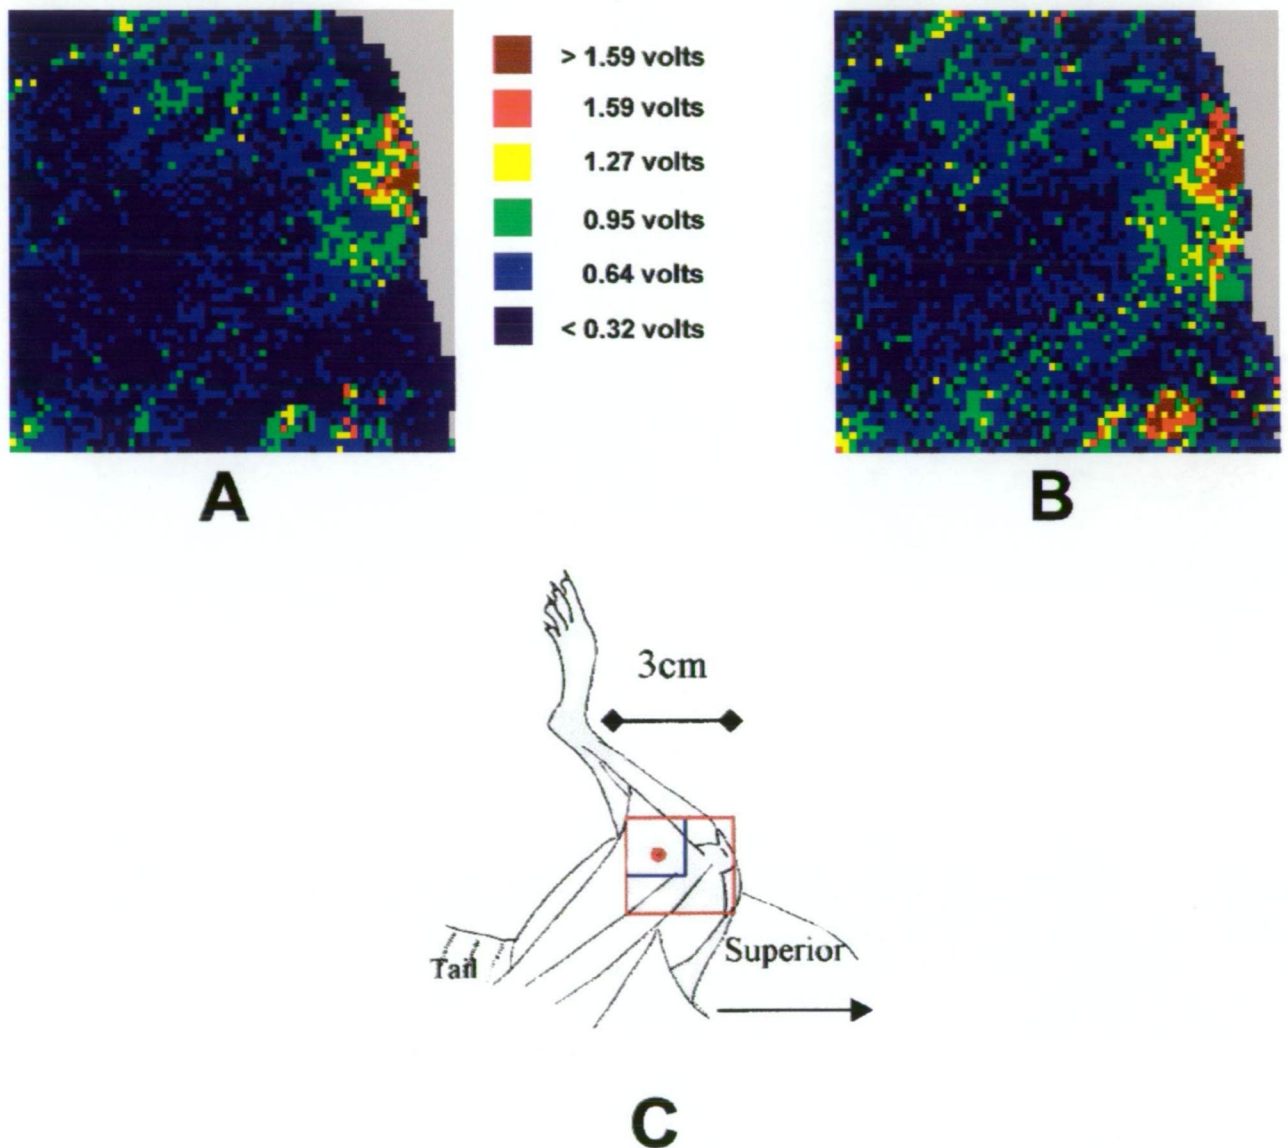 > 1.59 volts
1.59 volts
1.27 volts
0.95 volts
0.64 volts
< 0.32 volts
A
B
3cm
Tail
Superior
C